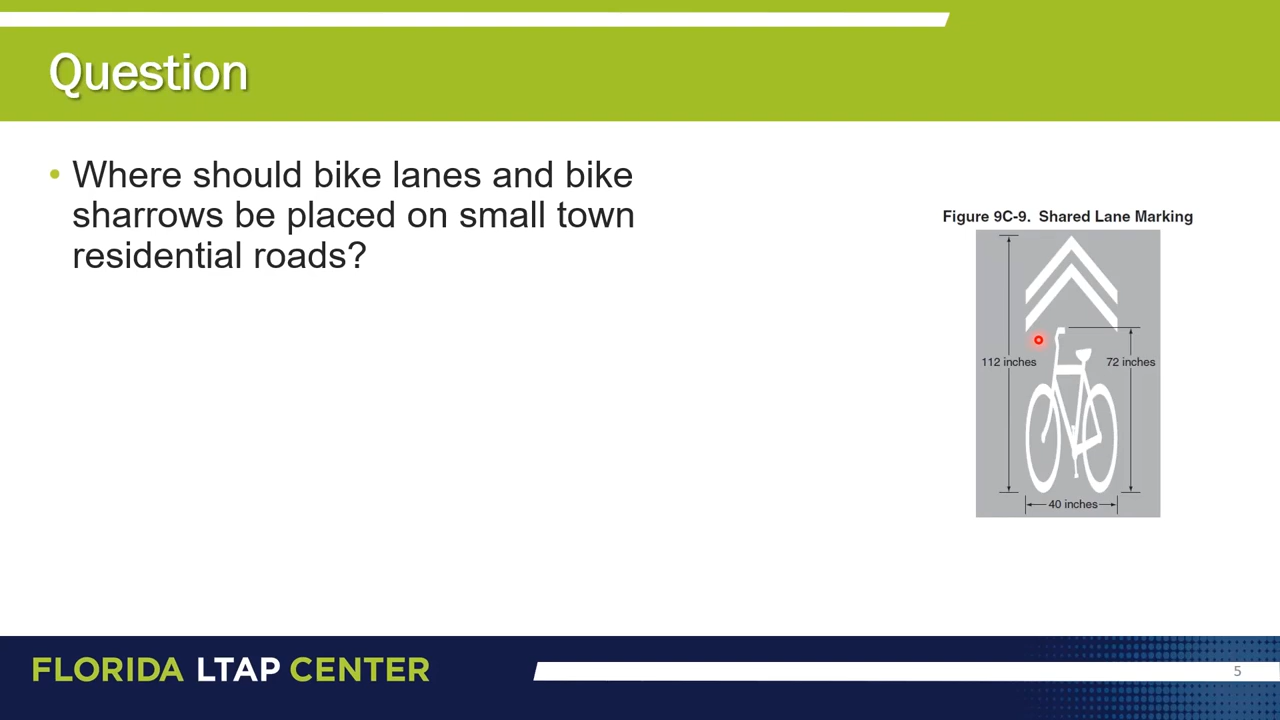 Question
• Where should bike lanes and bike
sharrows be placed on small town
residential roads?
Figure 9C-9. Shared Lane Marking
112 inches
72 inches
40 inches
FLORIDA LTAP CENTER
5